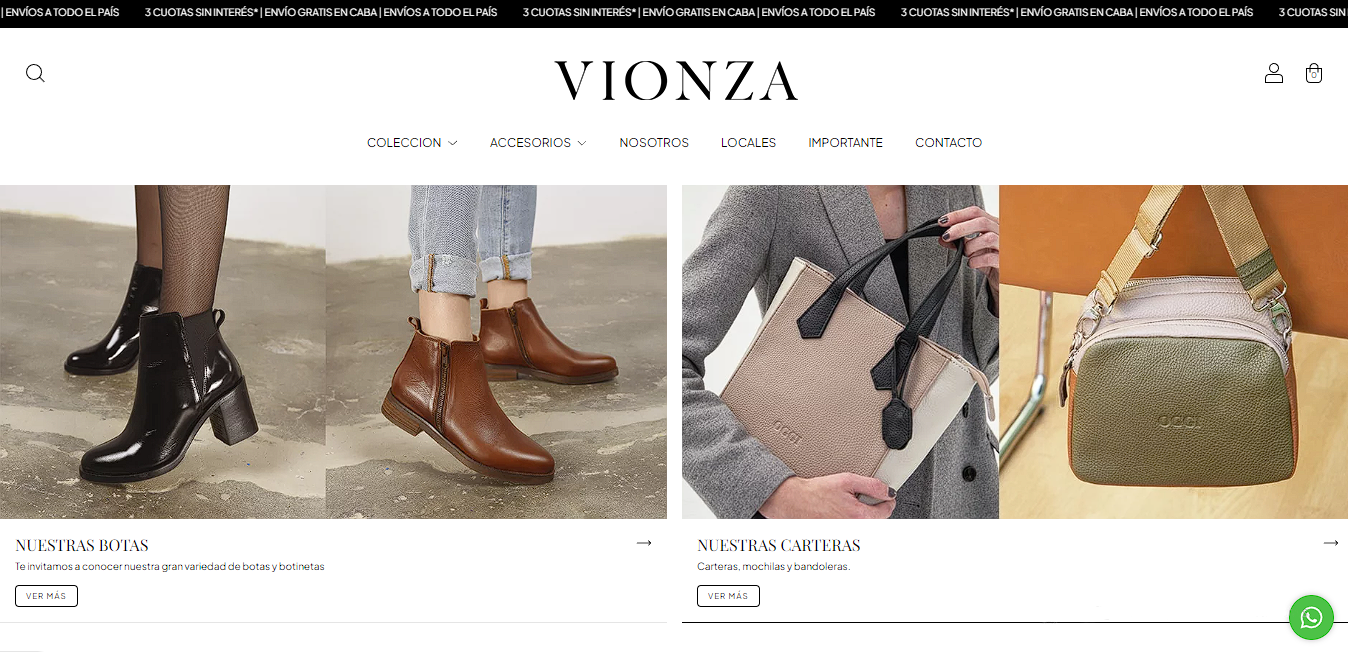 | ENVÍOS A TODO EL PAÍS 3 CUOTAS SIN INTERÉS* | ENVÍO GRATIS EN CABA | ENVÍOS A TODO EL PAÍS 3 CUOTAS SIN INTERÉS* | ENVÍO GRATIS EN CABA | ENVÍOS A TODO EL PAÍS 3 CUOTAS SIN INTERÉS* | ENVÍO GRATIS EN CABA | ENVÍOS A TODO EL PAÍS 3 CUOTAS SIN
VIONZA
0
COLECCION ACCESORIOS NOSOTROS LOCALES IMPORTANTE CONTACTO
OCCI
OCCI
NUESTRAS BOTAS
Te invitamos a conocer nuestra gran variedad de botas y botinetas
VER MÁS
NUESTRAS CARTERAS
Carteras, mochilas y bandoleras.
VER MÁS